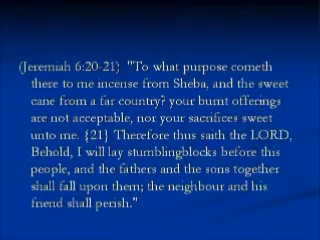 (Jeremiah 6:20-21) "To what purpose cometh
there to me incense from Sheba, and the sweet
cane from a far country? your burnt offerings
are not acceptable, nor your sacrifices sweet
unto me. {21} Therefore thus saith the LORD,
Behold, I will lay stumblingblocks before this
people, and the fathers and the sons together
shall fall upon them; the neighbour and his
friend shall perish."